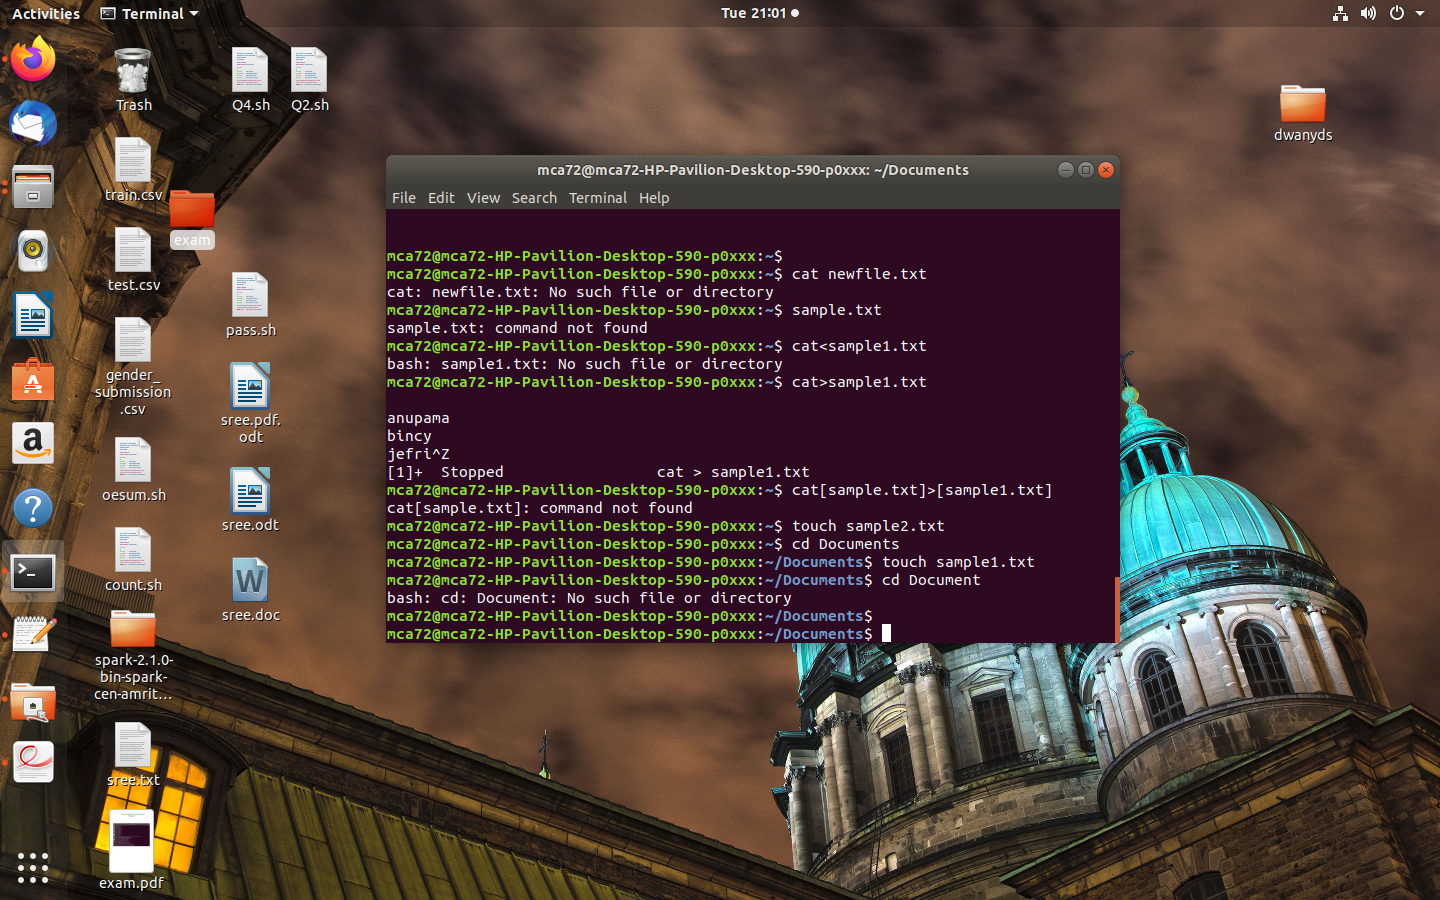 Activities
Terminal
Tue 21:01
Trash
Q4.sh
Q2.sh
dwanyds
train.csv
exam
test.csv
pass.sh
gender_
submission
.csv
sree.pdf.
odt
oesum.sh
sree.odt
count.sh
sree.doc
spark-2.1.0-
bin-spark-
cen-amrit…
sree.txt
exam.pdf
mca72@mca72-HP-Pavilion-Desktop-590-p0xxx: ~/Documents
File Edit View Search Terminal Help
mca72@mca72-HP-Pavilion-Desktop-590-p0xxx:~$
mca72@mca72-HP-Pavilion-Desktop-590-p0xxx:~$ cat newfile.txt
cat: newfile.txt: No such file or directory
mca72@mca72-HP-Pavilion-Desktop-590-p0xxx:~$ sample.txt
sample.txt: command not found
mca72@mca72-HP-Pavilion-Desktop-590-p0xxx:~$ cat<sample1.txt
bash: sample1.txt: No such file or directory
mca72@mca72-HP-Pavilion-Desktop-590-p0xxx:~$ cat>sample1.txt
anupama
bincy
jefri^Z
[1]+  Stopped                 cat > sample1.txt
mca72@mca72-HP-Pavilion-Desktop-590-p0xxx:~$ cat[sample.txt]>[sample1.txt]
cat[sample.txt]: command not found
mca72@mca72-HP-Pavilion-Desktop-590-p0xxx:~$ touch sample2.txt
mca72@mca72-HP-Pavilion-Desktop-590-p0xxx:~$ cd Documents
mca72@mca72-HP-Pavilion-Desktop-590-p0xxx:~/Documents$ touch sample1.txt
mca72@mca72-HP-Pavilion-Desktop-590-p0xxx:~/Documents$ cd Document
bash: cd: Document: No such file or directory
mca72@mca72-HP-Pavilion-Desktop-590-p0xxx:~/Documents$
mca72@mca72-HP-Pavilion-Desktop-590-p0xxx:~/Documents$